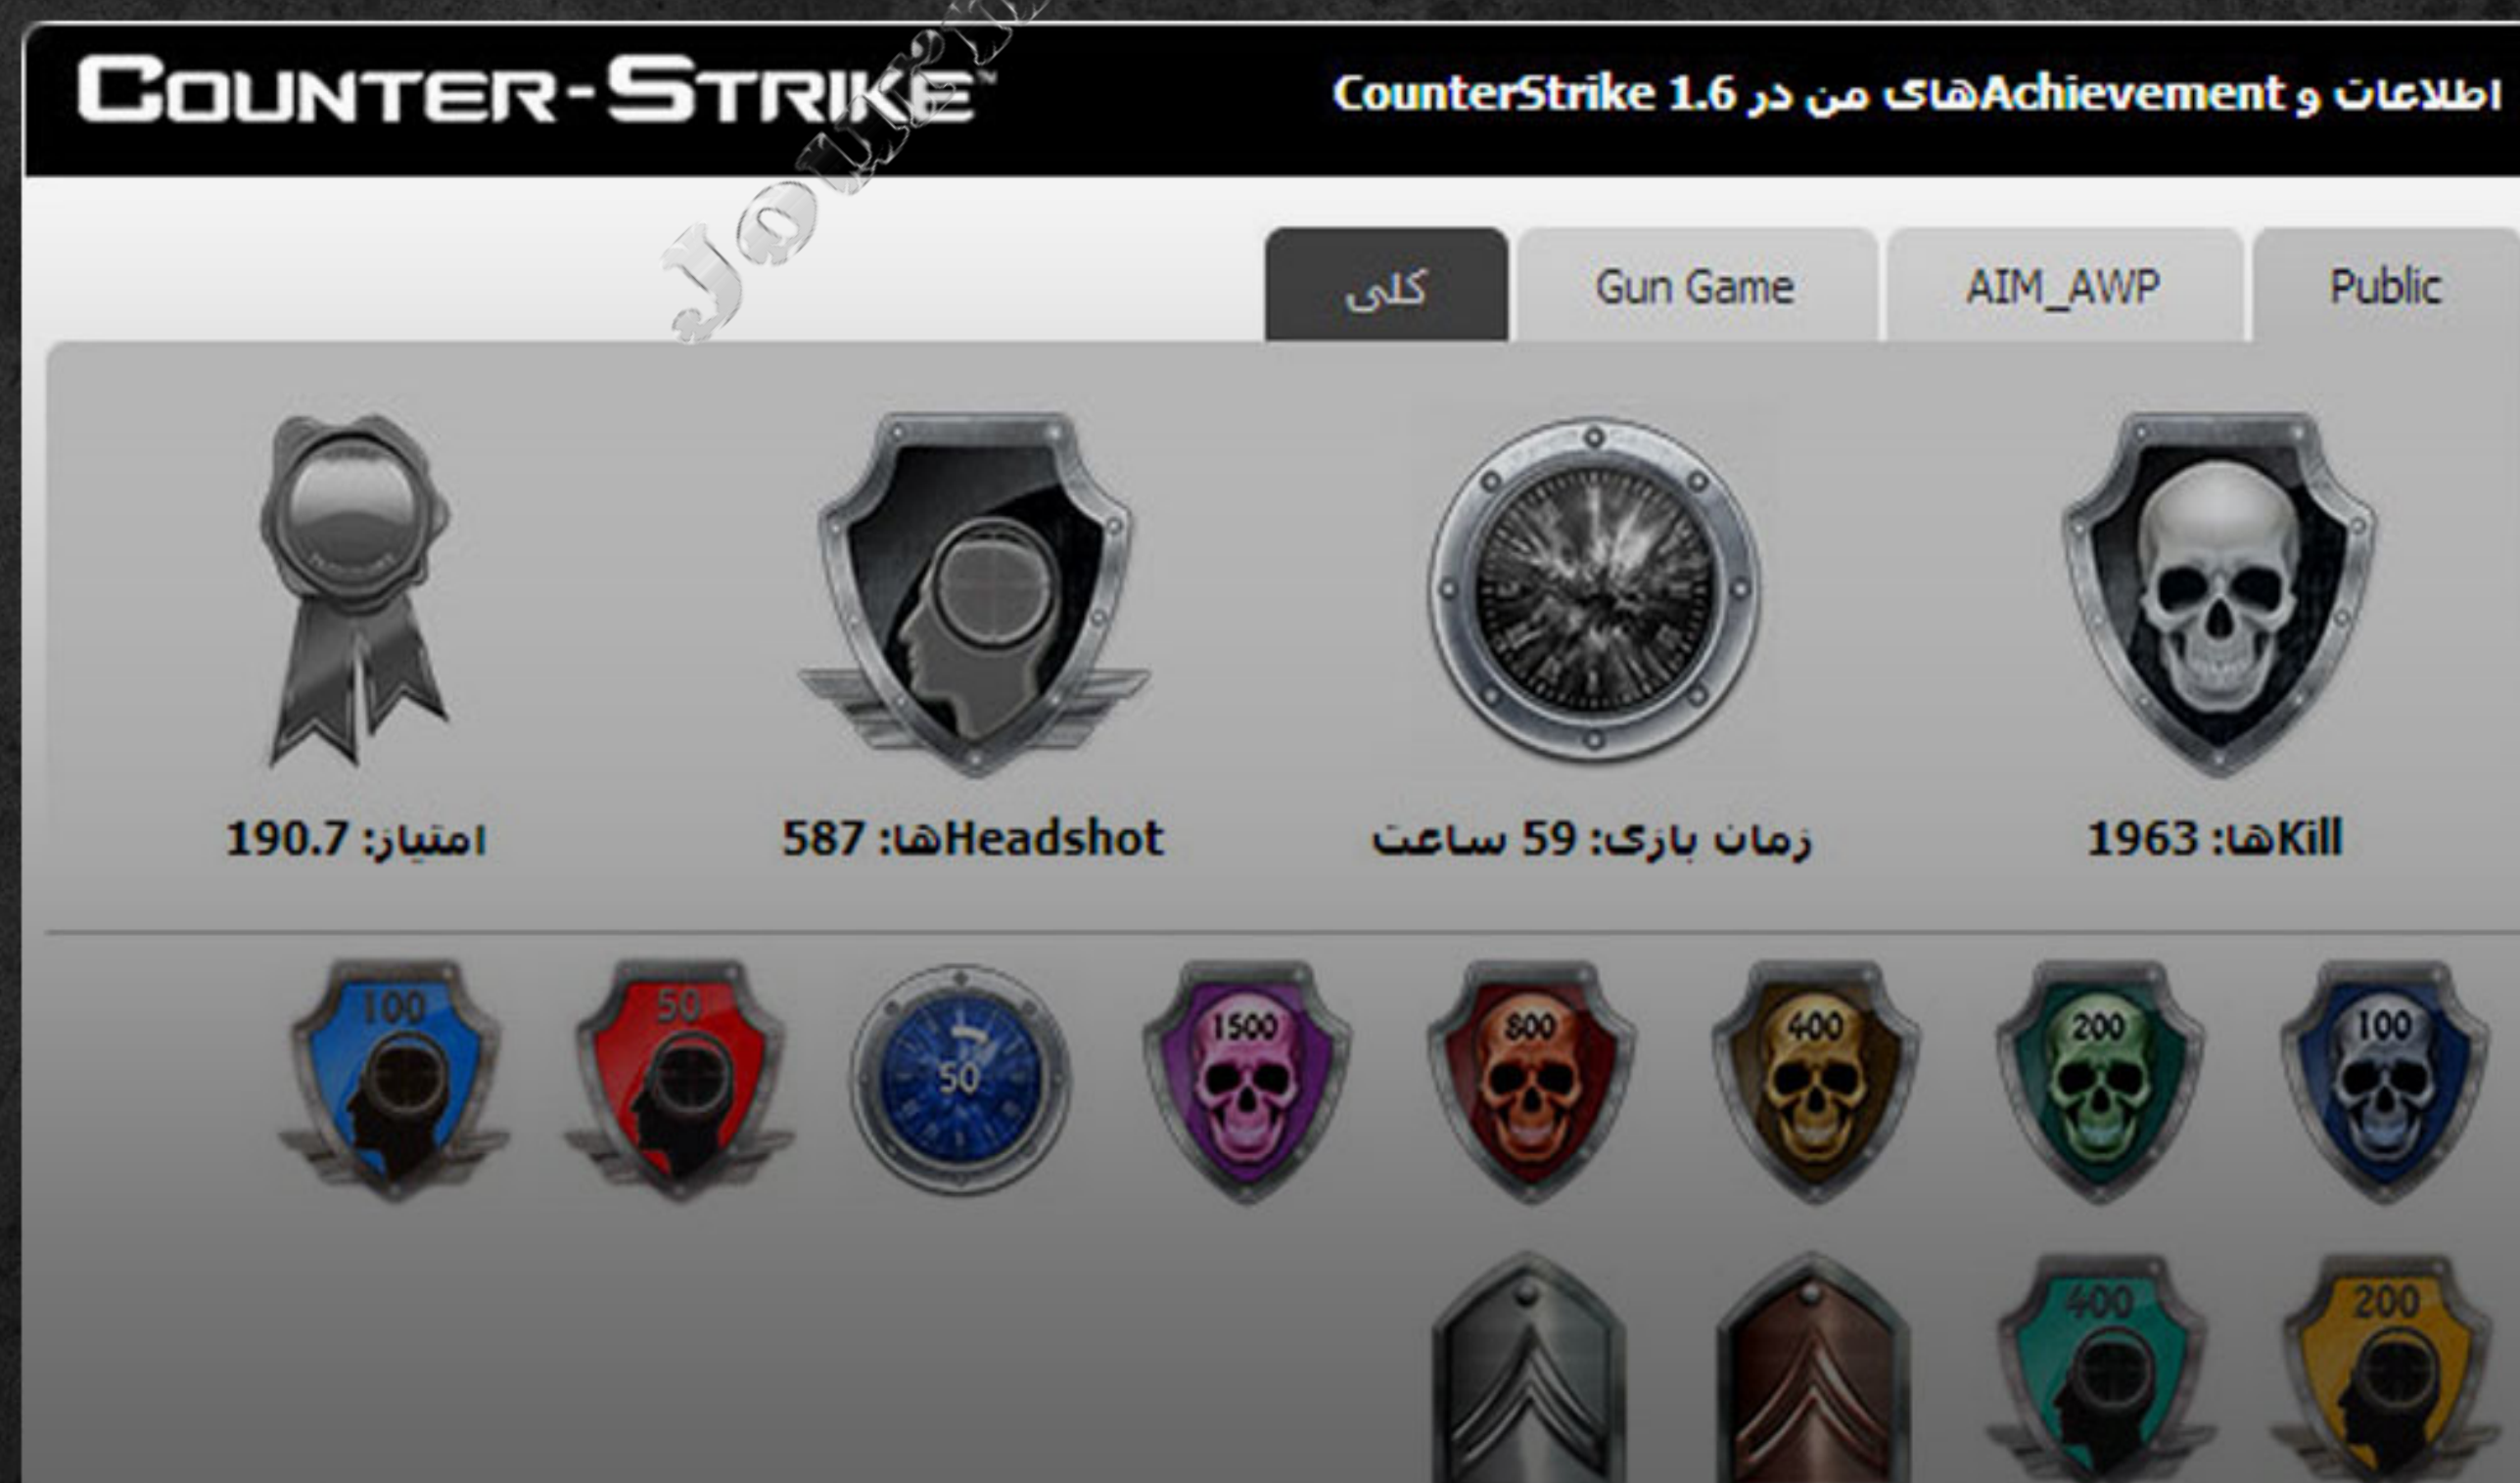 COUNTER-STRIKE™
اطلاعات و Achievementهای من در CounterStrike 1.6
Public
AIM_AWP
Gun Game
کلی
Killها: 1963
زمان بازی: 59 ساعت
Headshotها: 587
امتیاز: 190.7
100
200
400
800
1500
50
50
100
200
400